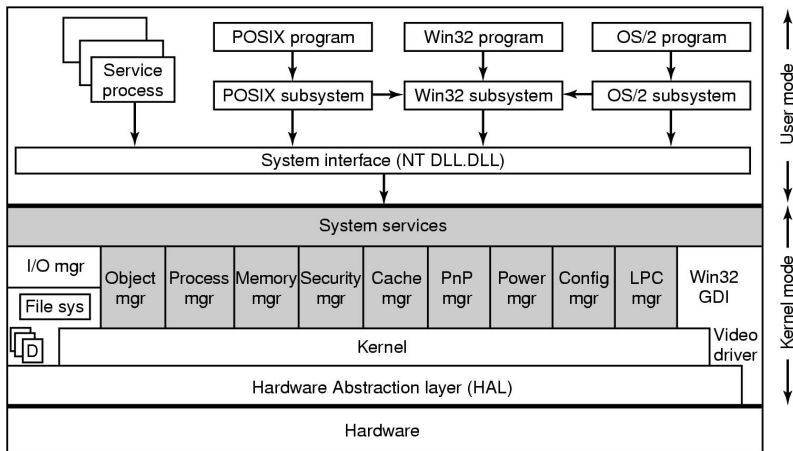 POSIX program
Win32 program
OS/2 program
Service
process
POSIX subsystem
Win32 subsystem
OS/2 subsystem
System interface (NT DLL.DLL)
User mode
System services
I/O mgr
File sys
D
Object
mgr
Process
mgr
Memory
mgr
Security
mgr
Cache
mgr
PnP
mgr
Power
mgr
Config
mgr
LPC
mgr
Win32
GDI
Kernel
Video
driver
Hardware Abstraction layer (HAL)
Kernel mode
Hardware